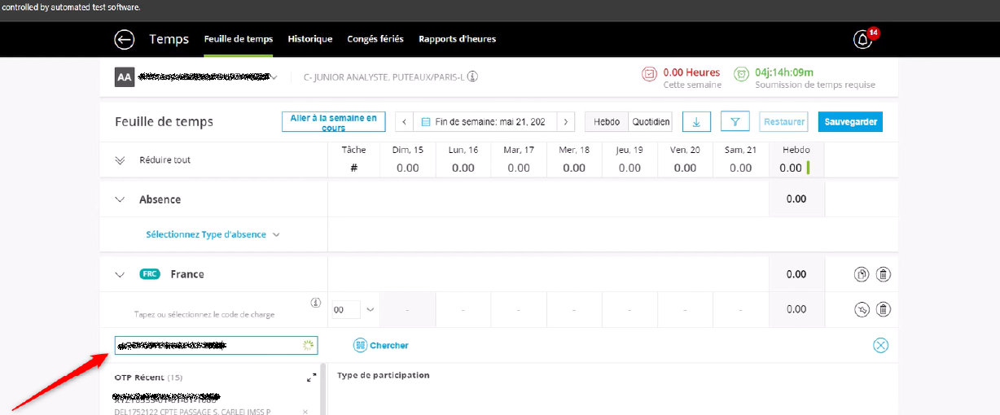 controlled by automated test software.
Temps Feuille de temps Historique Congés fériés Rapports d'heures 14
AA C- JUNIOR ANALYSTE. PUTEAUX/PARIS-L 0.00 Heures 04j:14h:09m
Cette semaine Soumission de temps requise
Feuille de temps Aller à la semaine en cours Fin de semaine: mai 21, 202 Hebdo Quotidien Restaurer Sauvegarder
Tâche Dim, 15 Lun, 16 Mar, 17 Mer, 18 Jeu, 19 Ven, 20 Sam, 21 Hebdo
Réduire tout
# 0.00 0.00 0.00 0.00 0.00 0.00 0.00 0.00
Absence 0.00
Sélectionnez Type d'absence
FRC France 0.00
Tapez ou sélectionnez le code de charge 00 - - - - - - - 0.00
Chercher
OTP Récent (15) Type de participation
DEL1752122 CPTE PASSAGE S. CARLEI IMSS P